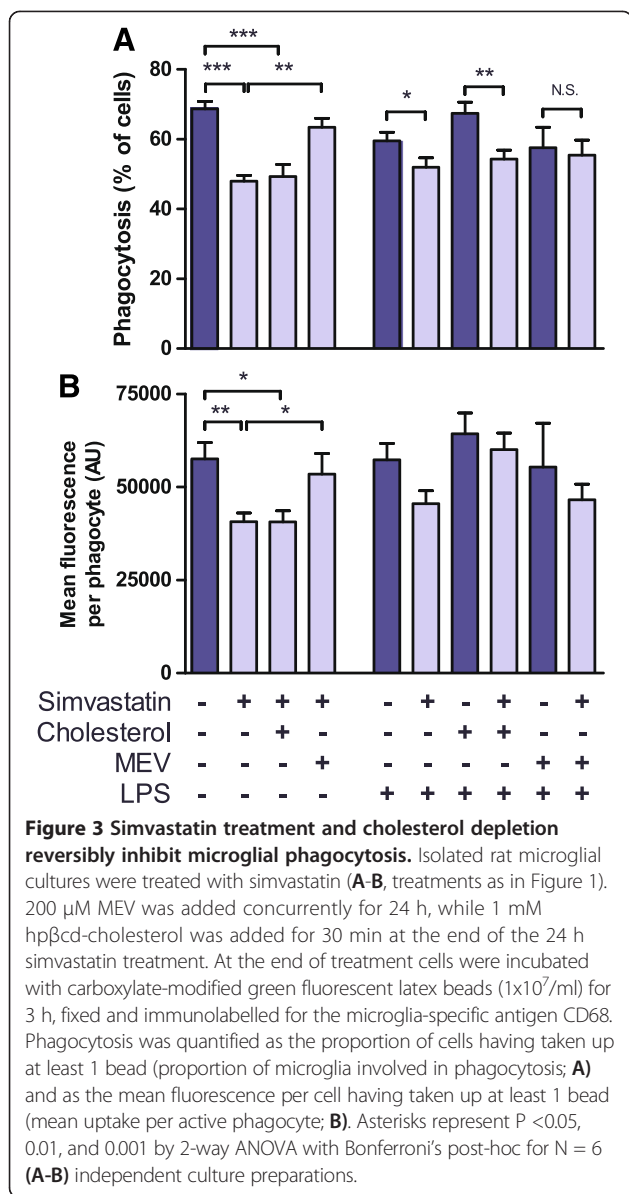 A
***
*** **
* ** N.S.
80
60
40
20
0
Phagocytosis (% of cells)
B
*
** *
75000
50000
25000
0
Mean fluorescence
per phagocyte (AU)
Simvastatin - + + + - + - + - +
Cholesterol - - + - - - + + - -
MEV - - - + - - - - + +
LPS - - - - + + + + + +
Figure 3 Simvastatin treatment and cholesterol depletion
reversibly inhibit microglial phagocytosis. Isolated rat microglial
cultures were treated with simvastatin (A-B, treatments as in Figure 1).
200 μM MEV was added concurrently for 24 h, while 1 mM
hpβcd-cholesterol was added for 30 min at the end of the 24 h
simvastatin treatment. At the end of treatment cells were incubated
with carboxylate-modified green fluorescent latex beads (1x10⁷/ml) for
3 h, fixed and immunolabelled for the microglia-specific antigen CD68.
Phagocytosis was quantified as the proportion of cells having taken up
at least 1 bead (proportion of microglia involved in phagocytosis; A)
and as the mean fluorescence per cell having taken up at least 1 bead
(mean uptake per active phagocyte; B). Asterisks represent P <0.05,
0.01, and 0.001 by 2-way ANOVA with Bonferroni's post-hoc for N = 6
(A-B) independent culture preparations.